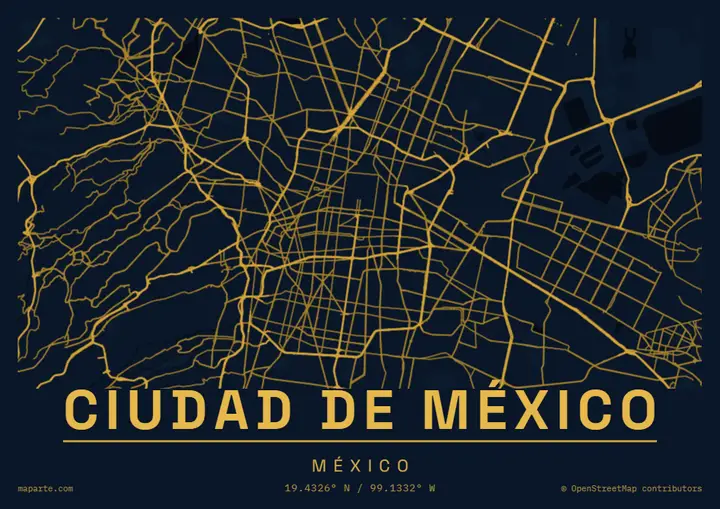 CIUDAD DE MÉXICO
MÉXICO
maparte.com
19.4326° N / 99.1332° W
© OpenStreetMap contributors